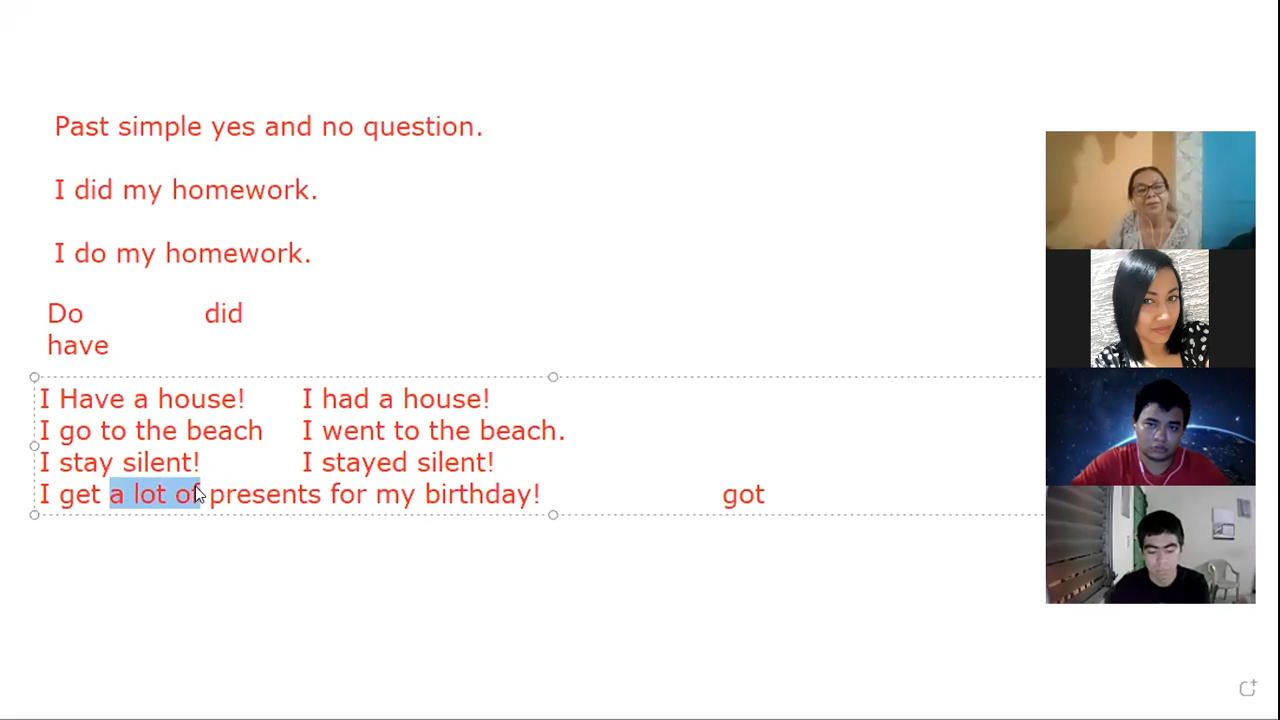 Past simple yes and no question.
I did my homework.
I do my homework.
Do did
have
I Have a house! I had a house!
I go to the beach I went to the beach.
I stay silent! I stayed silent!
I get a lot of presents for my birthday! got